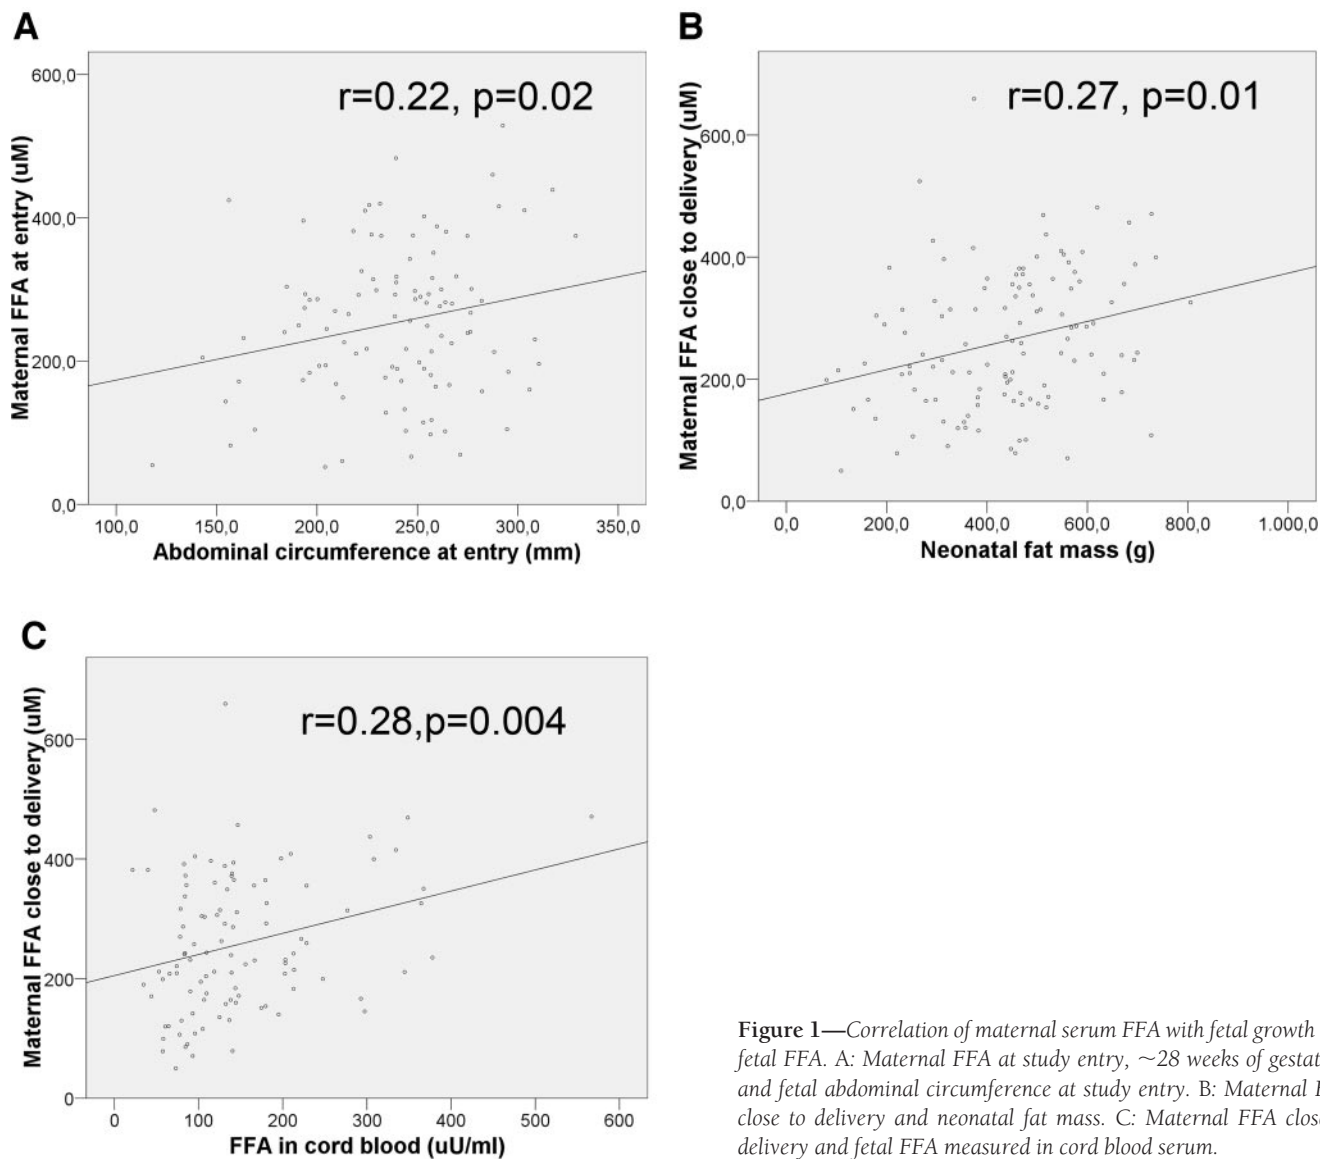 A
r=0.22, p=0.02
Maternal FFA at entry (uM)
600,0
400,0
200,0
0,0
100,0 150,0 200,0 250,0 300,0 350,0
Abdominal circumference at entry (mm)
B
r=0.27, p=0.01
Maternal FFA close to delivery (uM)
600,0
400,0
200,0
0,0
0,0 200,0 400,0 600,0 800,0 1.000,0
Neonatal fat mass (g)
C
r=0.28,p=0.004
Maternal FFA close to delivery (uM)
600
400
200
0
0 100 200 300 400 500 600
FFA in cord blood (uU/ml)
Figure 1—Correlation of maternal serum FFA with fetal growth
fetal FFA. A: Maternal FFA at study entry, ~28 weeks of gestat
and fetal abdominal circumference at study entry. B: Maternal
close to delivery and neonatal fat mass. C: Maternal FFA close
delivery and fetal FFA measured in cord blood serum.